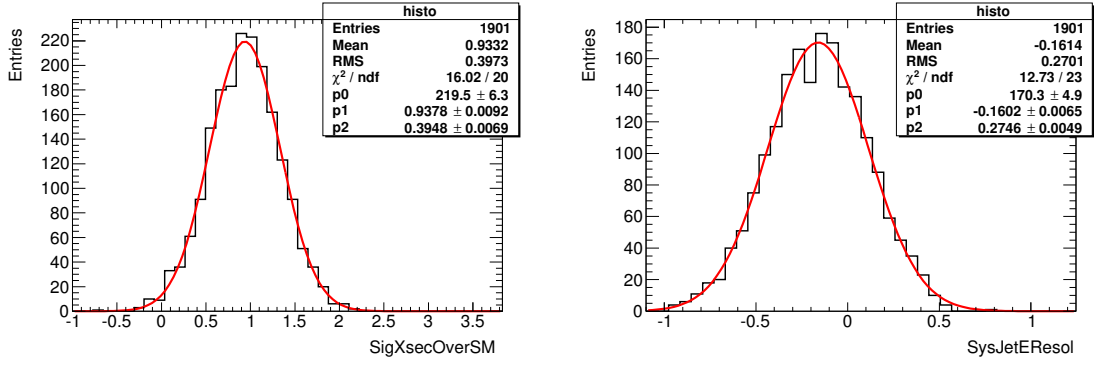 histo
Entries 1901
Mean 0.9332
RMS 0.3973
χ² / ndf 16.02 / 20
p0 219.5 ± 6.3
p1 0.9378 ± 0.0092
p2 0.3948 ± 0.0069
Entries
220
200
180
160
140
120
100
80
60
40
20
0
-1 -0.5 0 0.5 1 1.5 2 2.5 3 3.5
SigXsecOverSM
histo
Entries 1901
Mean -0.1614
RMS 0.2701
χ² / ndf 12.73 / 23
p0 170.3 ± 4.9
p1 -0.1602 ± 0.0065
p2 0.2746 ± 0.0049
Entries
180
160
140
120
100
80
60
40
20
0
-1 -0.5 0 0.5 1
SysJetEResol